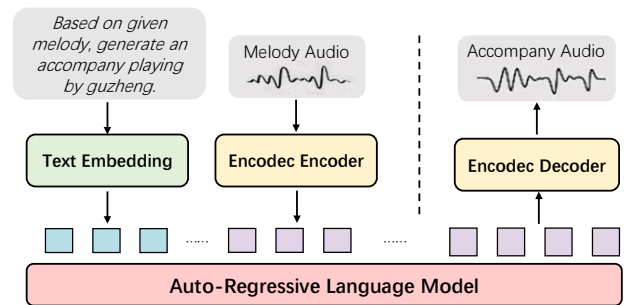 Based on given
melody, generate an
accompany playing
by guzheng.
Melody Audio
Accompany Audio
Text Embedding
Encodec Encoder
Encodec Decoder
......
......
Auto-Regressive Language Model